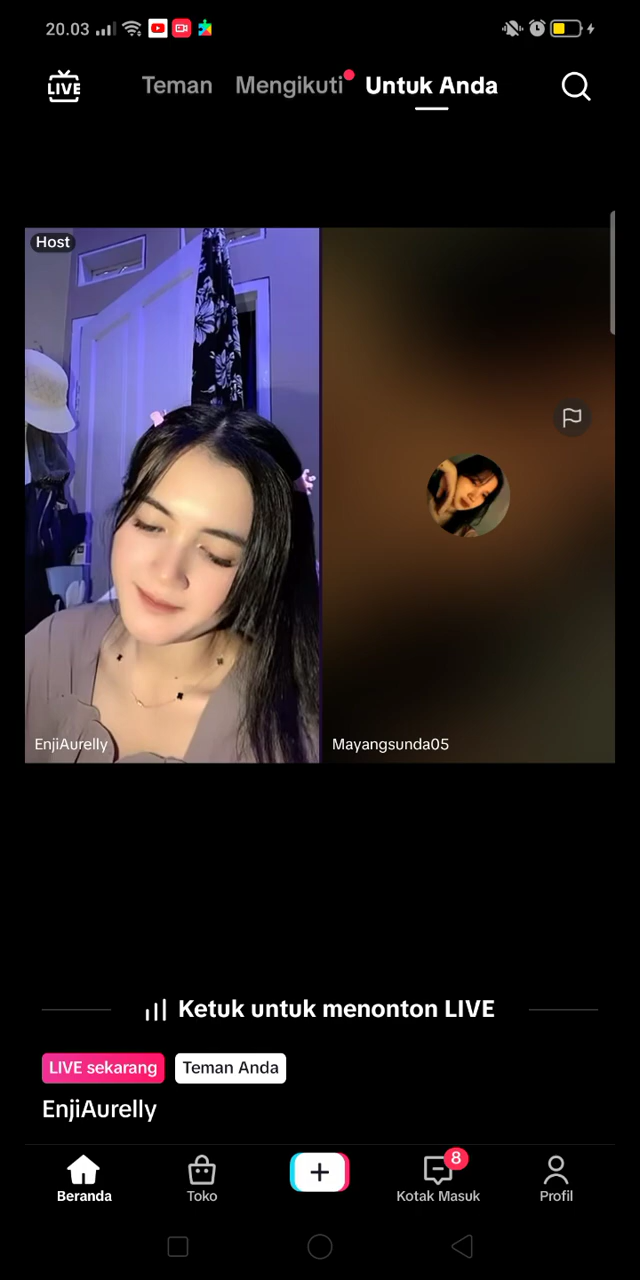 20.03
LIVE
Teman
Mengikuti
Untuk Anda
Host
EnjiAurelly
Mayangsunda05
Ketuk untuk menonton LIVE
LIVE sekarang
Teman Anda
EnjiAurelly
8
Beranda
Toko
Kotak Masuk
Profil